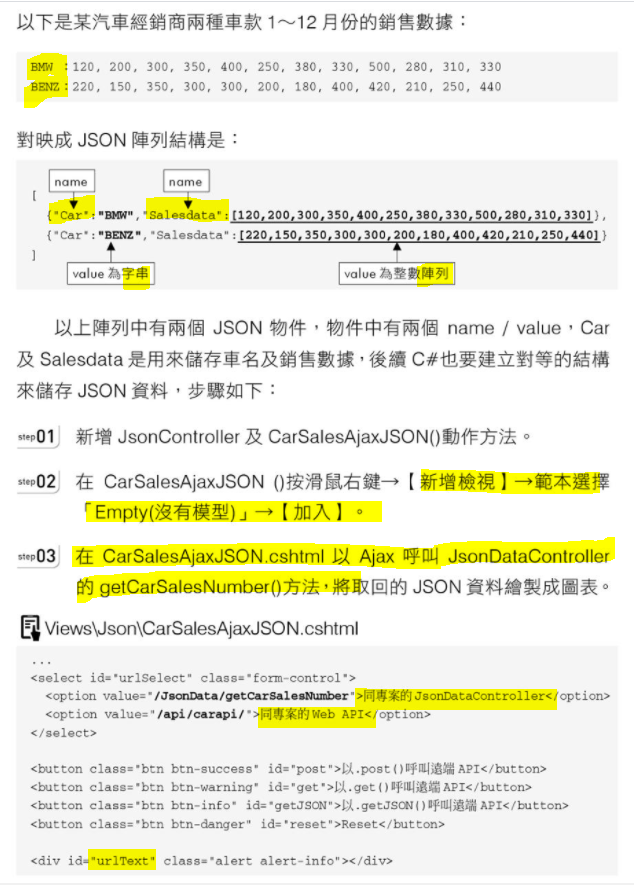 以下是某汽車經銷商兩種車款 1～12 月份的銷售數據：
BMW ：120, 200, 300, 350, 400, 250, 380, 330, 500, 280, 310, 330
BENZ：220, 150, 350, 300, 300, 200, 180, 400, 420, 210, 250, 440
對映成 JSON 陣列結構是：
name name
[
{"Car":"BMW","Salesdata":[120,200,300,350,400,250,380,330,500,280,310,330]},
{"Car":"BENZ","Salesdata":[220,150,350,300,300,200,180,400,420,210,250,440]}
]
value 為字串 value 為整數陣列
以上陣列中有兩個 JSON 物件，物件中有兩個 name / value，Car
及 Salesdata 是用來儲存車名及銷售數據，後續 C#也要建立對等的結構
來儲存 JSON 資料，步驟如下：
step01 新增 JsonController 及 CarSalesAjaxJSON()動作方法。
step02 在 CarSalesAjaxJSON ()按滑鼠右鍵→【新增檢視】→範本選擇
「Empty(沒有模型)」→【加入】。
step03 在 CarSalesAjaxJSON.cshtml 以 Ajax 呼叫 JsonDataController
的 getCarSalesNumber()方法，將取回的 JSON 資料繪製成圖表。
Views\Json\CarSalesAjaxJSON.cshtml
...
<select id="urlSelect" class="form-control">
<option value="/JsonData/getCarSalesNumber">同專案的 JsonDataController</option>
<option value="/api/carapi/">同專案的 Web API</option>
</select>
<button class="btn btn-success" id="post">以.post()呼叫遠端 API</button>
<button class="btn btn-warning" id="get">以.get()呼叫遠端 API</button>
<button class="btn btn-info" id="getJSON">以.getJSON()呼叫遠端 API</button>
<button class="btn btn-danger" id="reset">Reset</button>
<div id="urlText" class="alert alert-info"></div>